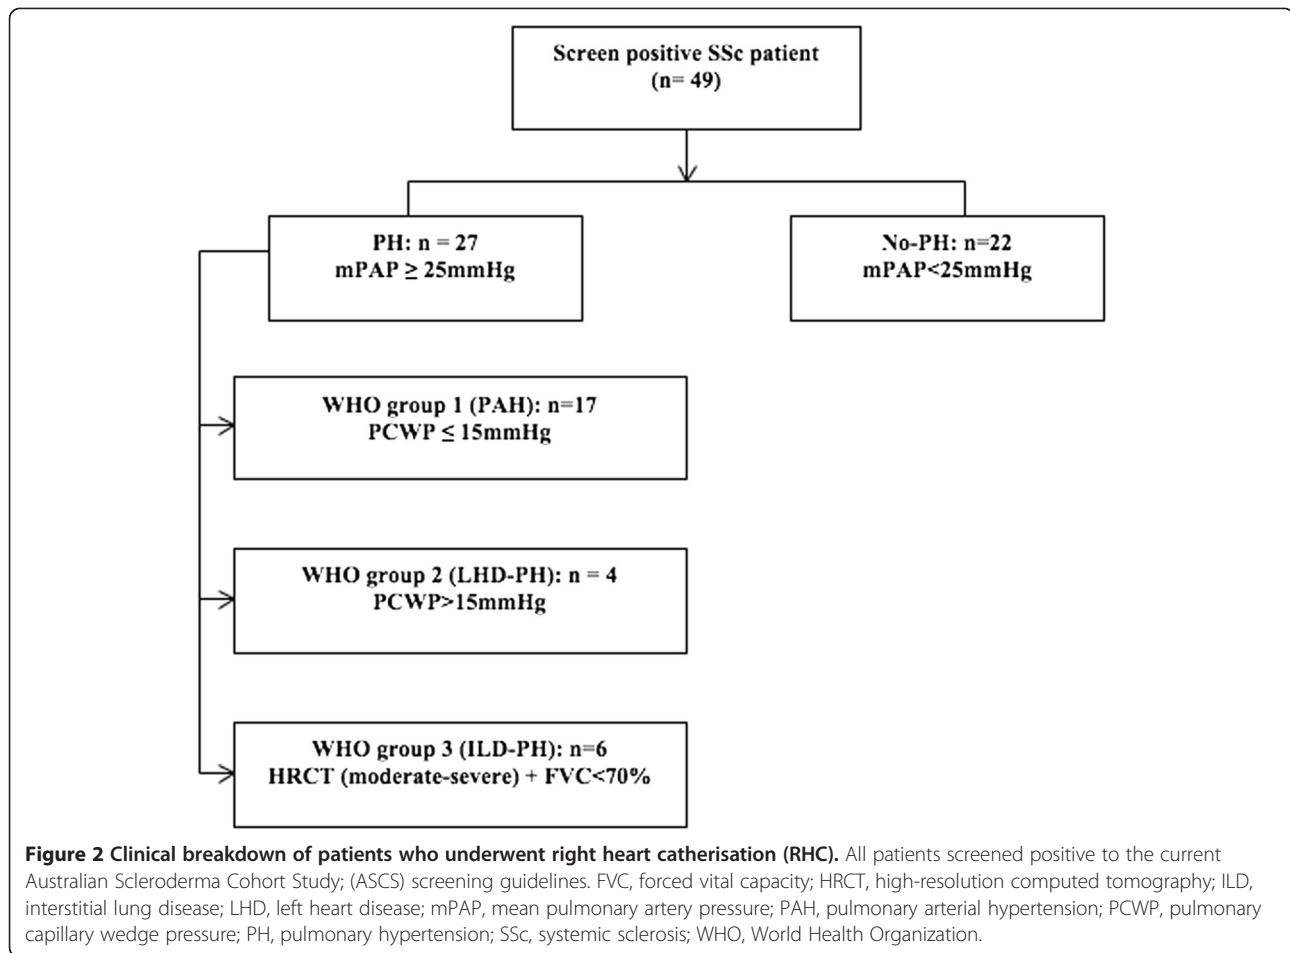 Screen positive SSc patient
(n= 49)
PH: n = 27
mPAP ≥ 25mmHg
No-PH: n=22
mPAP<25mmHg
WHO group 1 (PAH): n=17
PCWP ≤ 15mmHg
WHO group 2 (LHD-PH): n = 4
PCWP>15mmHg
WHO group 3 (ILD-PH): n=6
HRCT (moderate-severe) + FVC<70%
Figure 2 Clinical breakdown of patients who underwent right heart catherisation (RHC). All patients screened positive to the current
Australian Scleroderma Cohort Study; (ASCS) screening guidelines. FVC, forced vital capacity; HRCT, high-resolution computed tomography; ILD,
interstitial lung disease; LHD, left heart disease; mPAP, mean pulmonary artery pressure; PAH, pulmonary arterial hypertension; PCWP, pulmonary
capillary wedge pressure; PH, pulmonary hypertension; SSc, systemic sclerosis; WHO, World Health Organization.